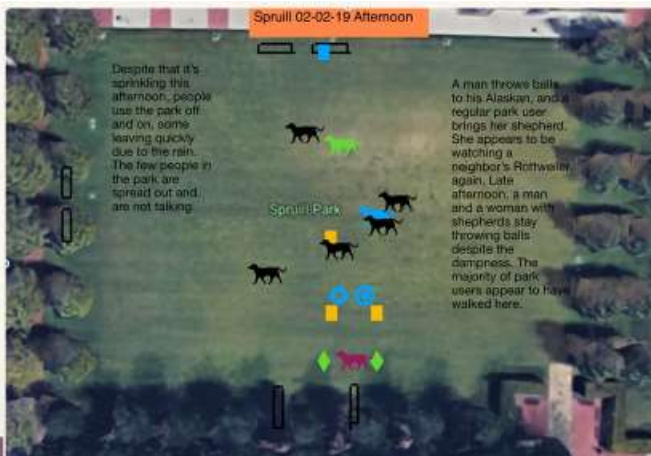 Spruill 02-02-19 Afternoon
Despite that it's
sprinkling this
afternoon, people
use the park off
and on, some
leaving quickly
due to the rain.
The few people in
the park are
spread out and
are not talking.
A man throws balls
to his Alaskan, and a
regular park user
brings her shepherd.
She appears to be
watching a
neighbor's Rottweiler
again. Late
afternoon, a man
and a woman with
shepherds stay
throwing balls
despite the
dampness. The
majority of park
users appear to have
walked here.
Spruill Park